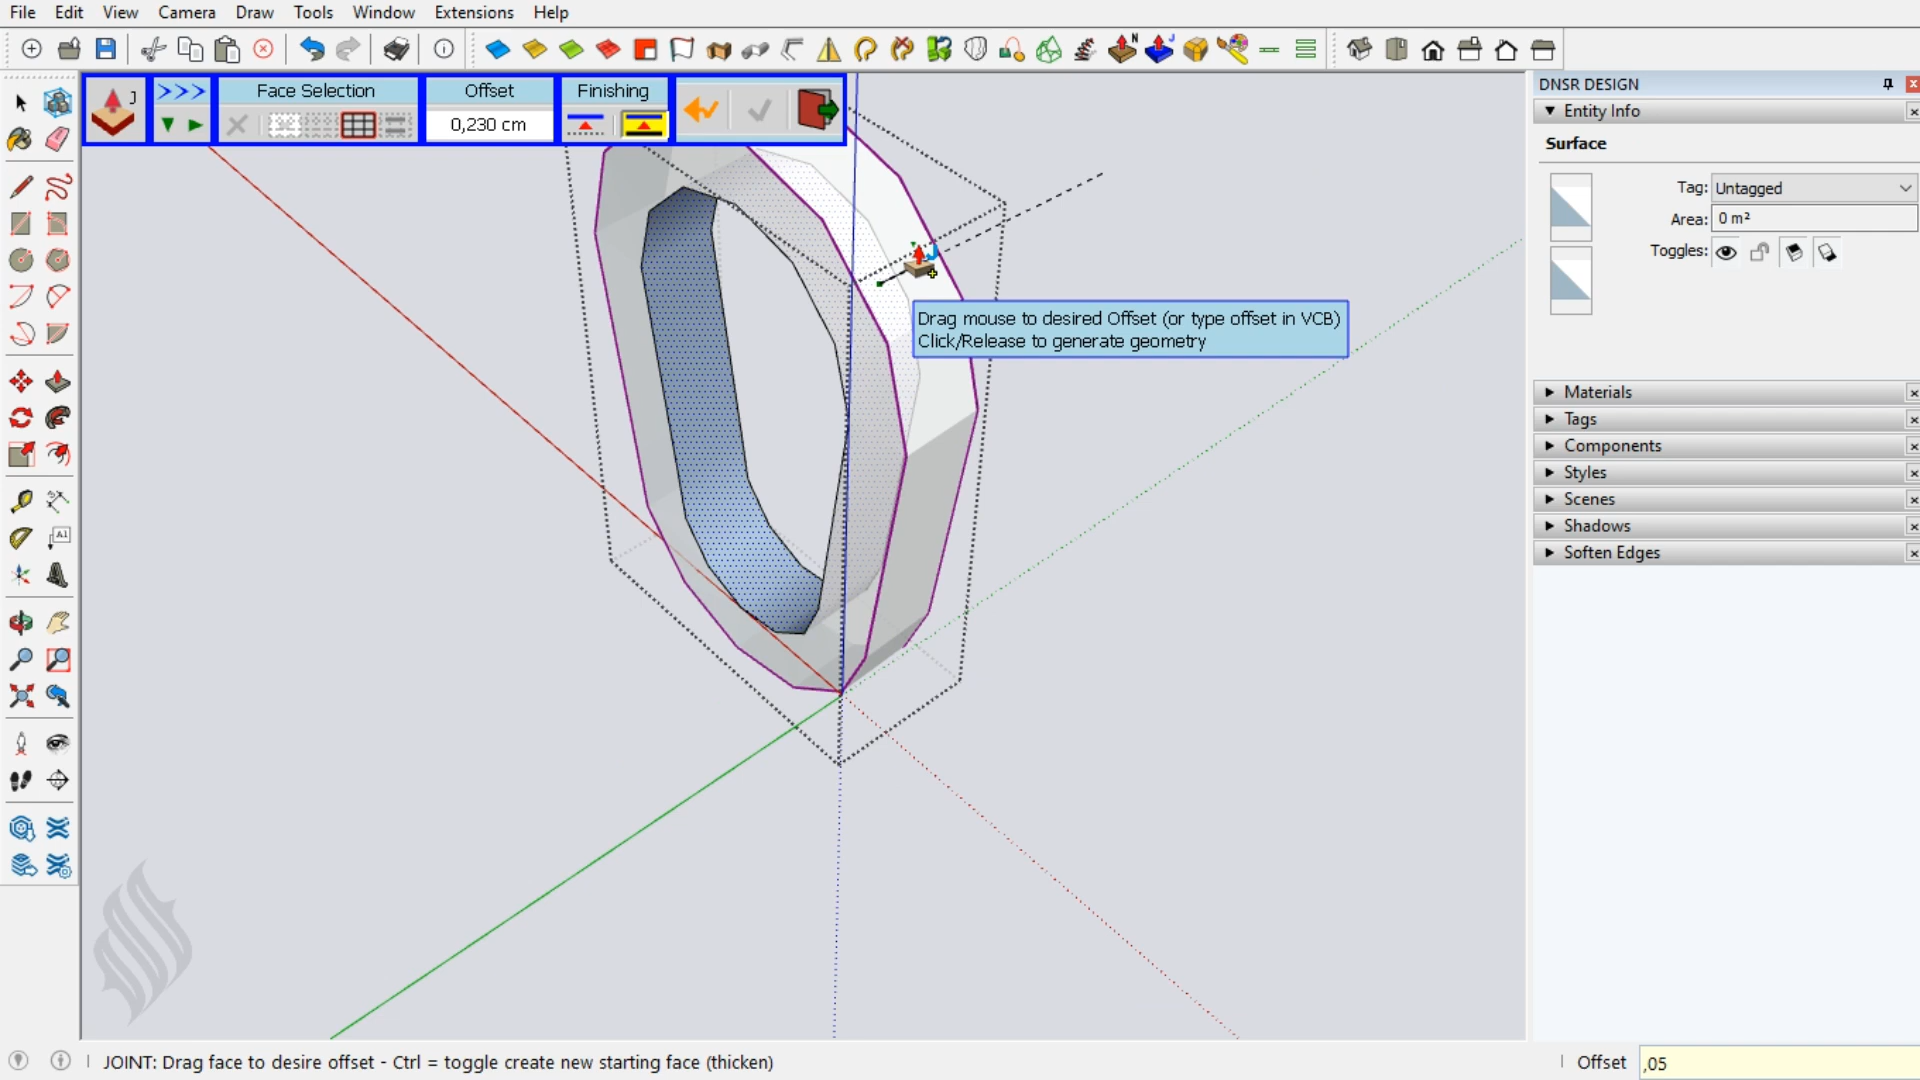 File Edit View Camera Draw Tools Window Extensions Help
J
>>>
Face Selection
Offset
0,230 cm
Finishing
N
J
A1
Drag mouse to desired Offset (or type offset in VCB)
Click/Release to generate geometry
DNSR DESIGN
Entity Info
Surface
Tag: Untagged
Area: 0 m²
Toggles:
Materials
Tags
Components
Styles
Scenes
Shadows
Soften Edges
JOINT: Drag face to desire offset - Ctrl = toggle create new starting face (thicken)
Offset ,05